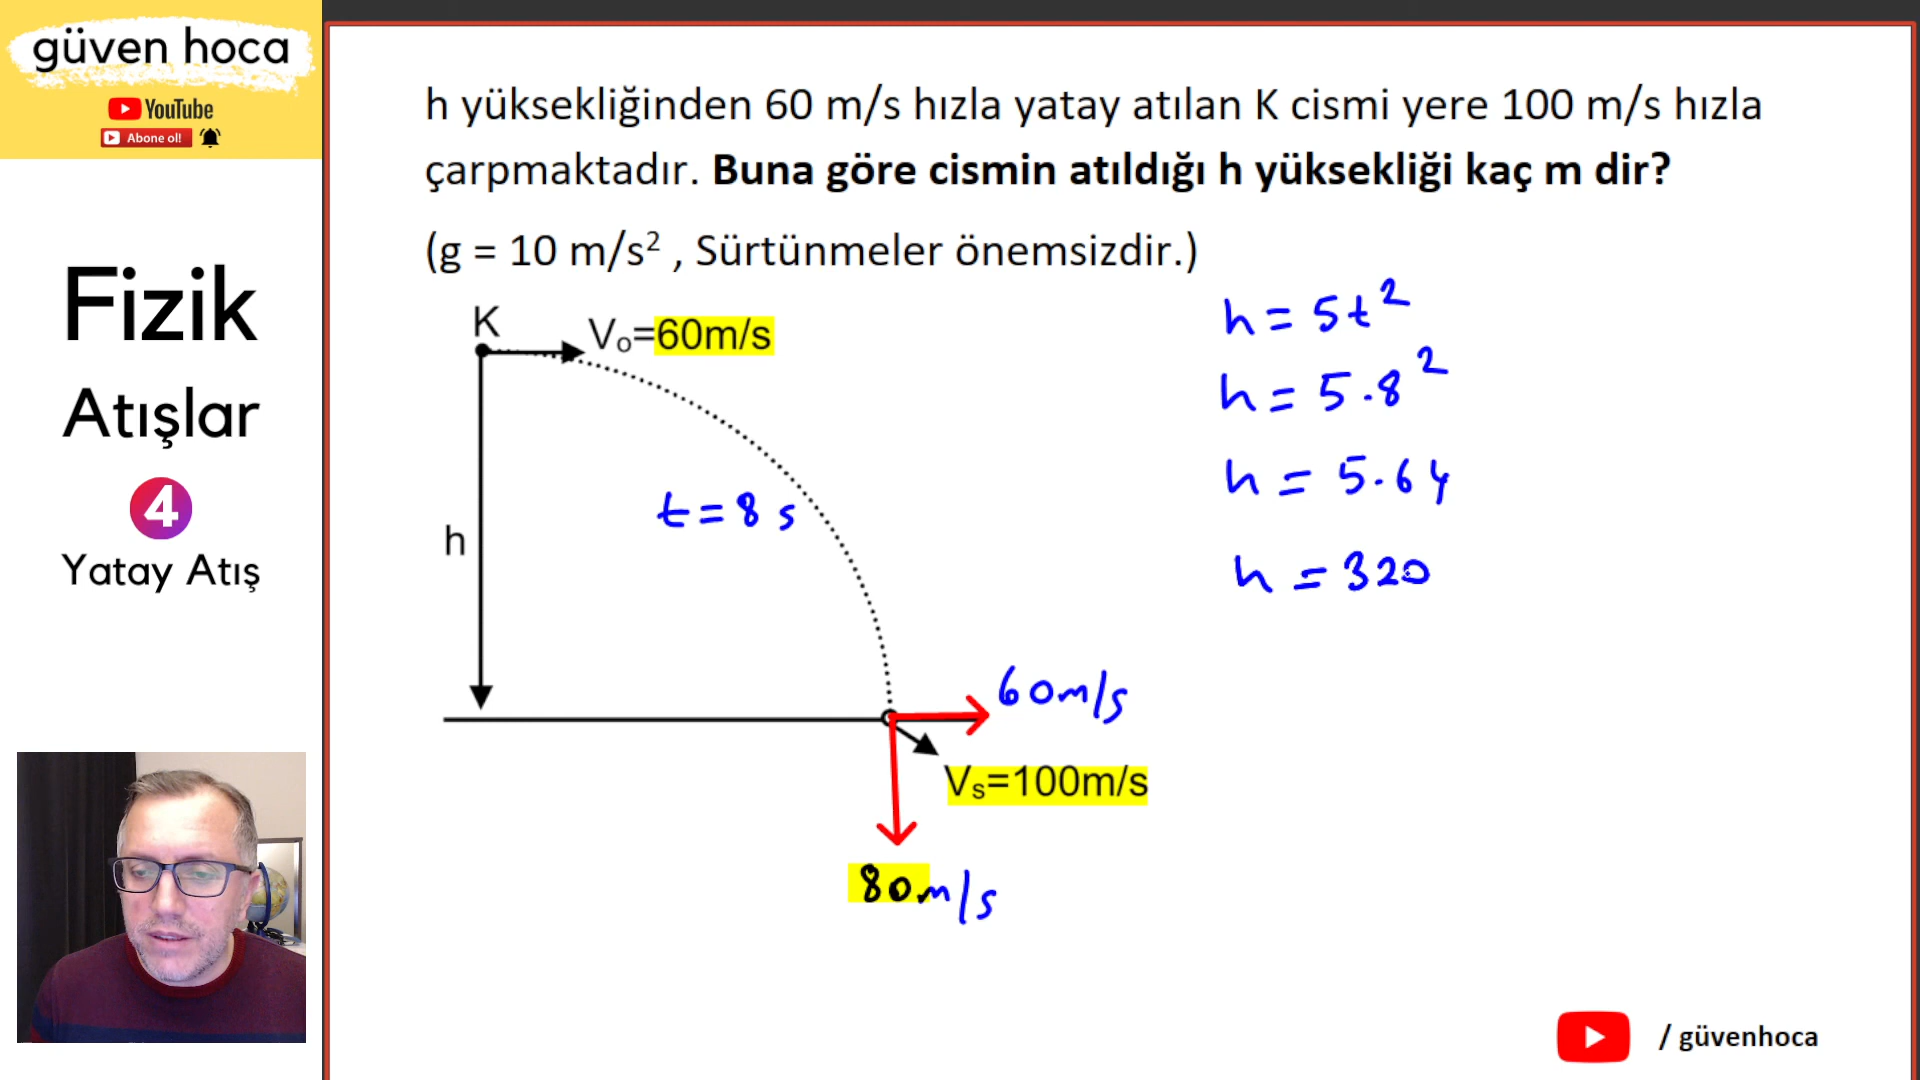 güven hoca
YouTube
Abone ol!
Fizik
Atışlar
4
Yatay Atış
h yüksekliğinden 60 m/s hızla yatay atılan K cismi yere 100 m/s hızla
çarpmaktadır. Buna göre cismin atıldığı h yüksekliği kaç m dir?
(g = 10 m/s² , Sürtünmeler önemsizdir.)
K
V₀=60m/s
h
t = 8 s
h = 5t²
h = 5.8²
h = 5.64
h = 320
60m/s
Vₛ=100m/s
80m/s
/ güvenhoca